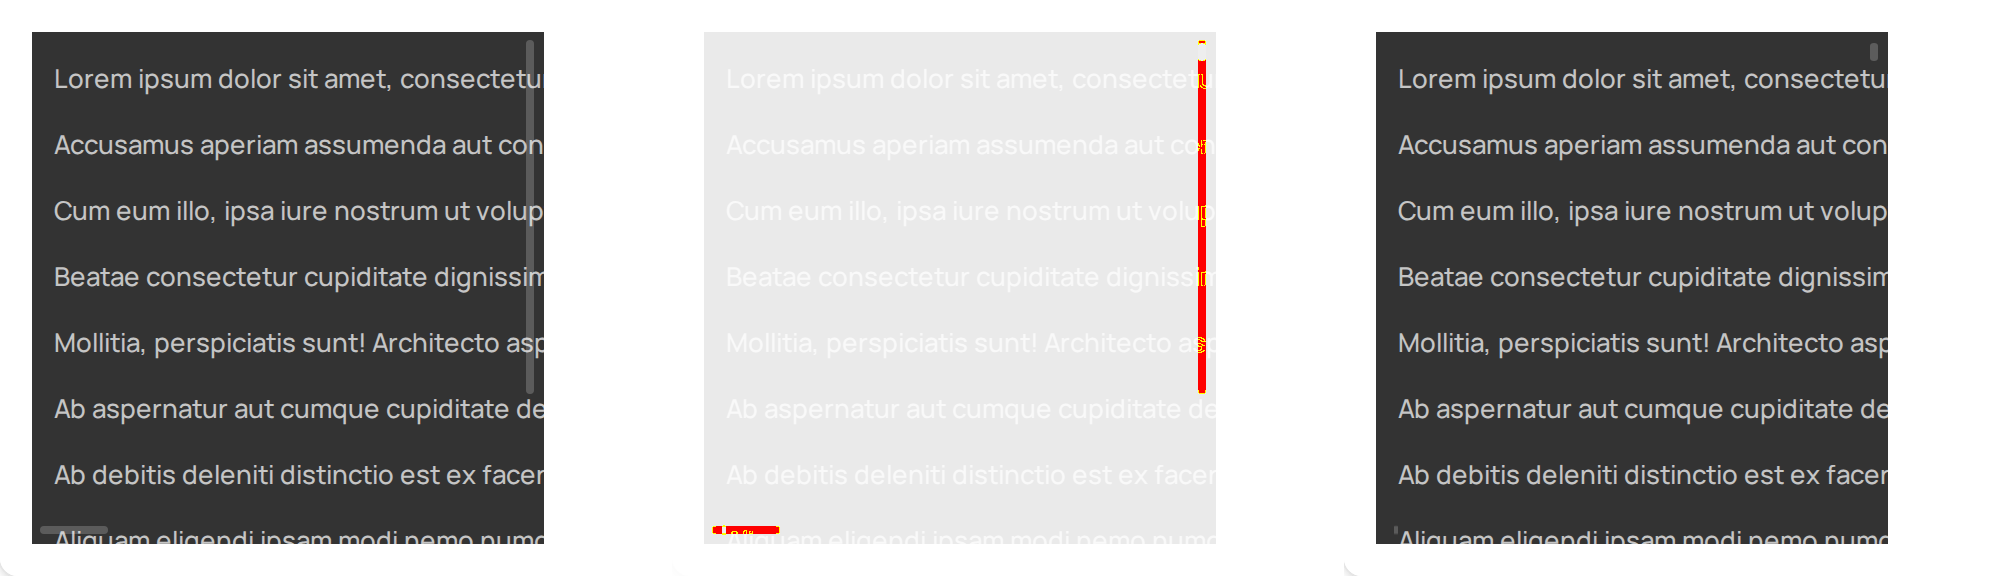 Lorem ipsum dolor sit amet, consectetur
Accusamus aperiam assumenda aut con
Cum eum illo, ipsa iure nostrum ut volup
Beatae consectetur cupiditate dignissim
Mollitia, perspiciatis sunt! Architecto asp
Ab aspernatur aut cumque cupiditate de
Ab debitis deleniti distinctio est ex facer
Aliquam eligendi ipsam modi nemo numq
Lorem ipsum dolor sit amet, consectetu
Accusamus aperiam assumenda aut con
Cum eum illo, ipsa iure nostrum ut volup
Beatae consectetur cupiditate dignissim
Mollitia, perspiciatis sunt! Architecto asp
Ab aspernatur aut cumque cupiditate de
Ab debitis deleniti distinctio est ex facer
Aliquam eligendi ipsam modi nemo numq
Lorem ipsum dolor sit amet, consectetur
Accusamus aperiam assumenda aut con
Cum eum illo, ipsa iure nostrum ut volup
Beatae consectetur cupiditate dignissim
Mollitia, perspiciatis sunt! Architecto asp
Ab aspernatur aut cumque cupiditate de
Ab debitis deleniti distinctio est ex facer
Aliquam eligendi ipsam modi nemo numq